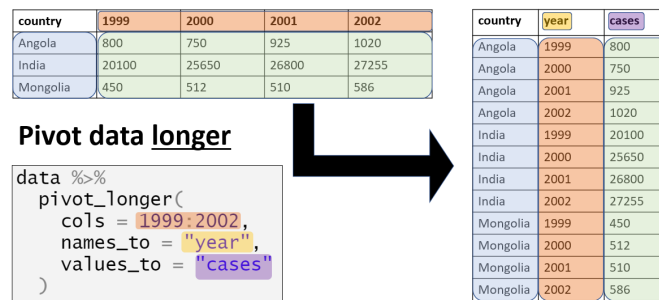 country 1999 2000 2001 2002
Angola 800 750 925 1020
India 20100 25650 26800 27255
Mongolia 450 512 510 586
Pivot data longer
data %>%
pivot_longer(
cols = 1999:2002,
names_to = "year",
values_to = "cases"
)
country year cases
Angola 1999 800
Angola 2000 750
Angola 2001 925
Angola 2002 1020
India 1999 20100
India 2000 25650
India 2001 26800
India 2002 27255
Mongolia 1999 450
Mongolia 2000 512
Mongolia 2001 510
Mongolia 2002 586